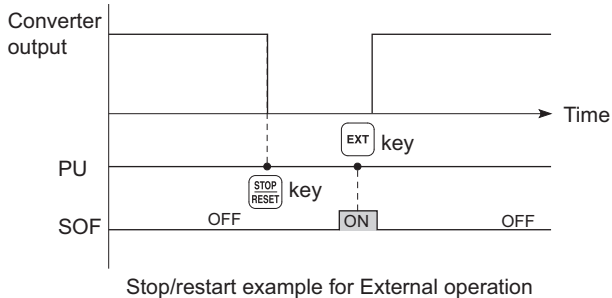 Converter
output
Time
EXT key
PU
STOP
RESET key
SOF OFF ON OFF
Stop/restart example for External operation